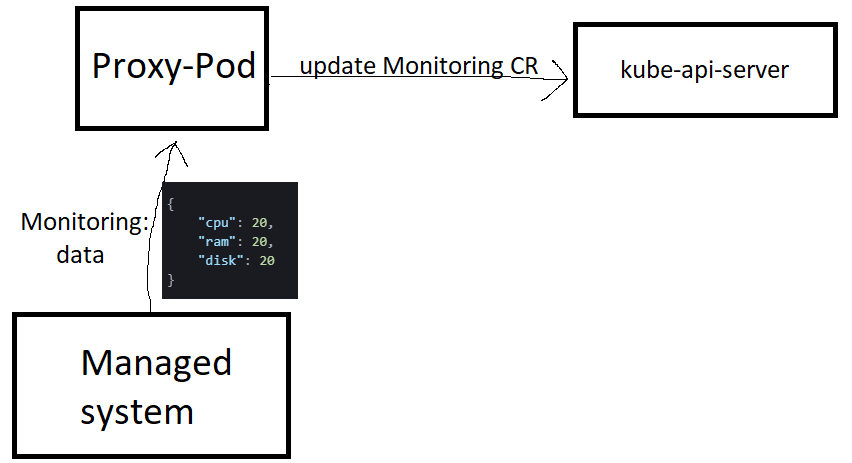 Proxy-Pod
update Monitoring CR
kube-api-server
Monitoring:
data
{
"cpu": 20,
"ram": 20,
"disk": 20
}
Managed
system